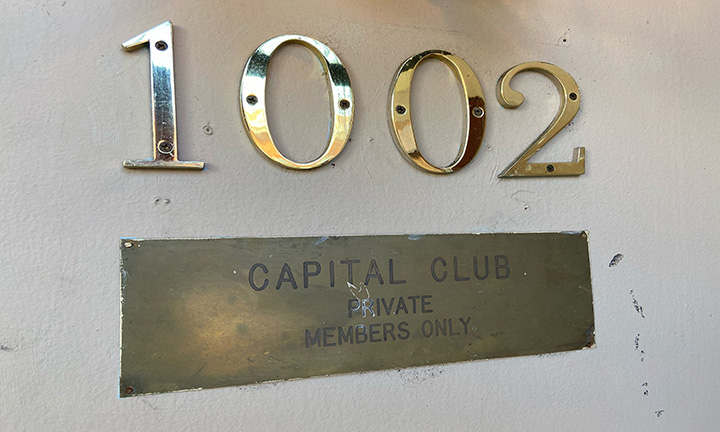 1002
CAPITAL CLUB
PRIVATE
MEMBERS ONLY